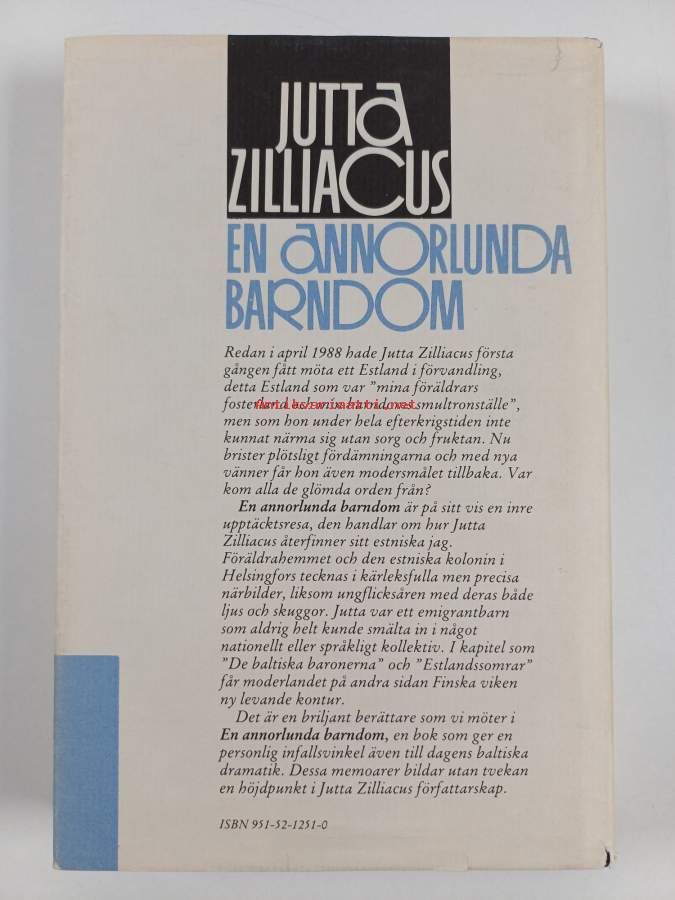 JUTTA
ZILLIACUS
EN ANNORLUNDA
BARNDOM
Redan i april 1988 hade Jutta Zilliacus första
gången fått möta ett Estland i förvandling,
detta Estland som var ”mina föräldrars
fosterland och min barndoms smultronställe”,
men som hon under hela efterkrigstiden inte
kunnat närma sig utan sorg och fruktan. Nu
brister plötsligt fördämningarna och med nya
vänner får hon även modersmålet tillbaka. Var
kom alla de glömda orden från?
En annorlunda barndom är på sitt vis en inre
upptäcktsresa, den handlar om hur Jutta
Zilliacus återfinner sitt estniska jag.
Föräldrahemmet och den estniska kolonin i
Helsingfors tecknas i kärleksfulla men precisa
närbilder, liksom ungflicksåren med deras både
ljus och skuggor. Jutta var ett emigrantbarn
som aldrig helt kunde smälta in i något
nationellt eller språkligt kollektiv. I kapitel som
”De baltiska baronerna” och ”Estlandssomrar”
får moderlandet på andra sidan Finska viken
ny levande kontur.
Det är en briljant berättare som vi möter i
En annorlunda barndom, en bok som ger en
personlig infallsvinkel även till dagens baltiska
dramatik. Dessa memoarer bildar utan tvekan
en höjdpunkt i Jutta Zilliacus författarskap.
ISBN 951-52-1251-0